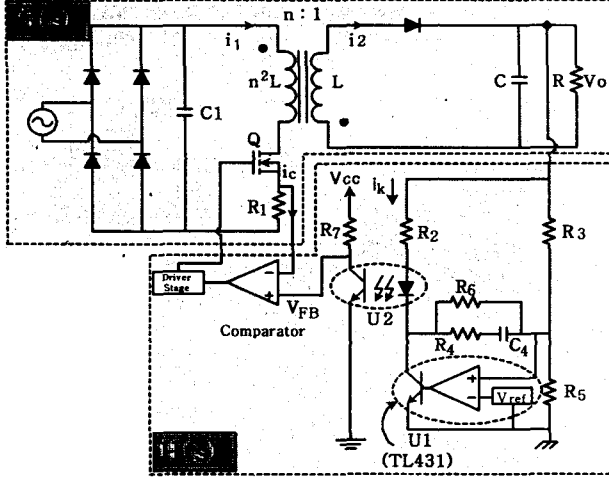 n : 1
G(s)
i1
i2
n²L
L
C1
C
R
Vo
Q
ic
R1
Vcc
ik
R7
R2
R3
Driver
Stage
R6
VFB
U2
R4
C4
Comparator
Vref
R5
U1
(TL431)
H(s)